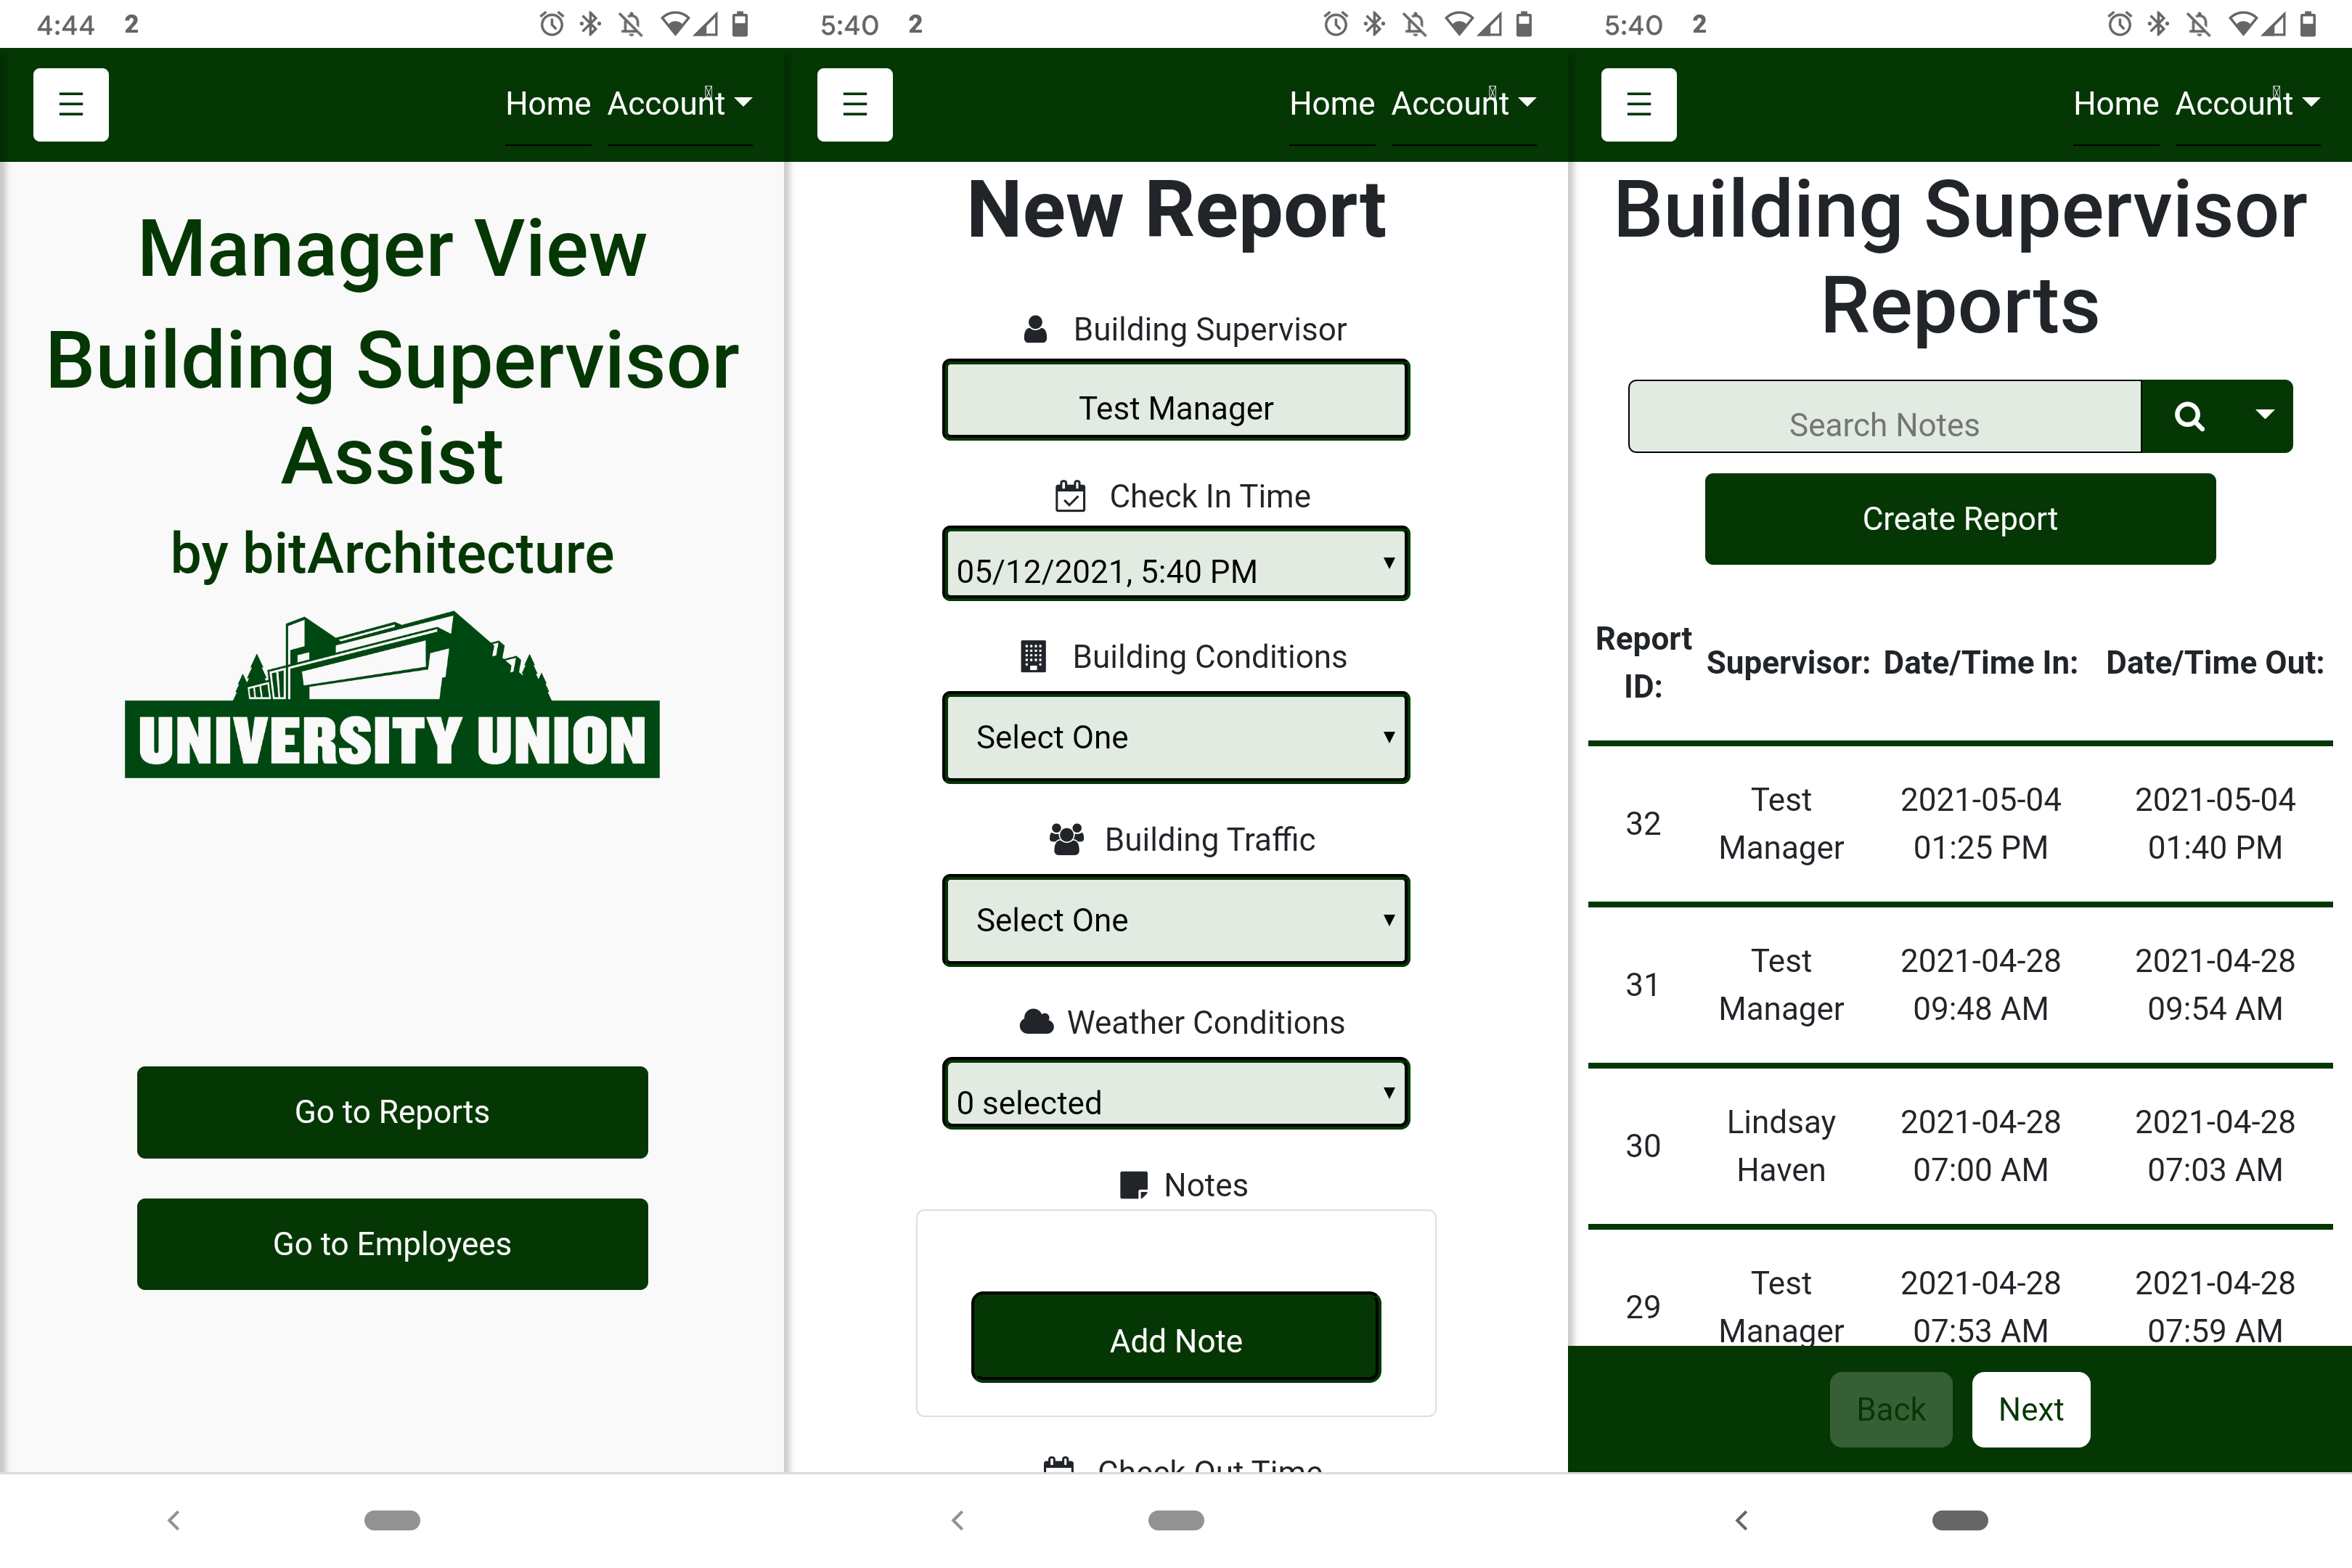 4:44 2
Home Account
Manager View
Building Supervisor
Assist
by bitArchitecture
UNIVERSITY UNION
Go to Reports
Go to Employees
5:40 2
Home Account
New Report
Building Supervisor
Test Manager
Check In Time
05/12/2021, 5:40 PM
Building Conditions
Select One
Building Traffic
Select One
Weather Conditions
0 selected
Notes
Add Note
Check Out Time
5:40 2
Home Account
Building Supervisor
Reports
Search Notes
Create Report
Report ID: Supervisor: Date/Time In: Date/Time Out:
32 Test Manager 2021-05-04 01:25 PM 2021-05-04 01:40 PM
31 Test Manager 2021-04-28 09:48 AM 2021-04-28 09:54 AM
30 Lindsay Haven 2021-04-28 07:00 AM 2021-04-28 07:03 AM
29 Test Manager 2021-04-28 07:53 AM 2021-04-28 07:59 AM
Back Next